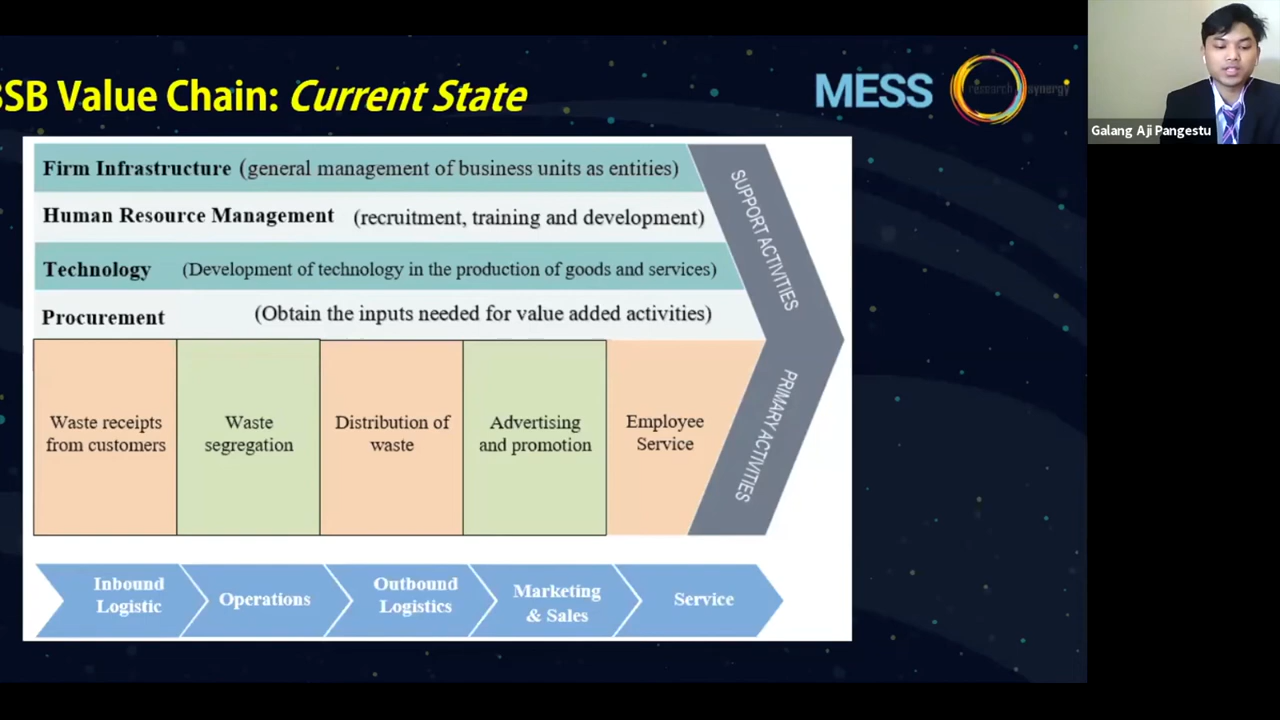 BSB Value Chain: Current State
MESS
research synergy
Galang Aji Pangestu
Firm Infrastructure (general management of business units as entities)
Human Resource Management (recruitment, training and development)
Technology (Development of technology in the production of goods and services)
Procurement (Obtain the inputs needed for value added activities)
SUPPORT ACTIVITIES
PRIMARY ACTIVITIES
Waste receipts
from customers
Waste
segregation
Distribution of
waste
Advertising
and promotion
Employee
Service
Inbound
Logistic
Operations
Outbound
Logistics
Marketing
& Sales
Service